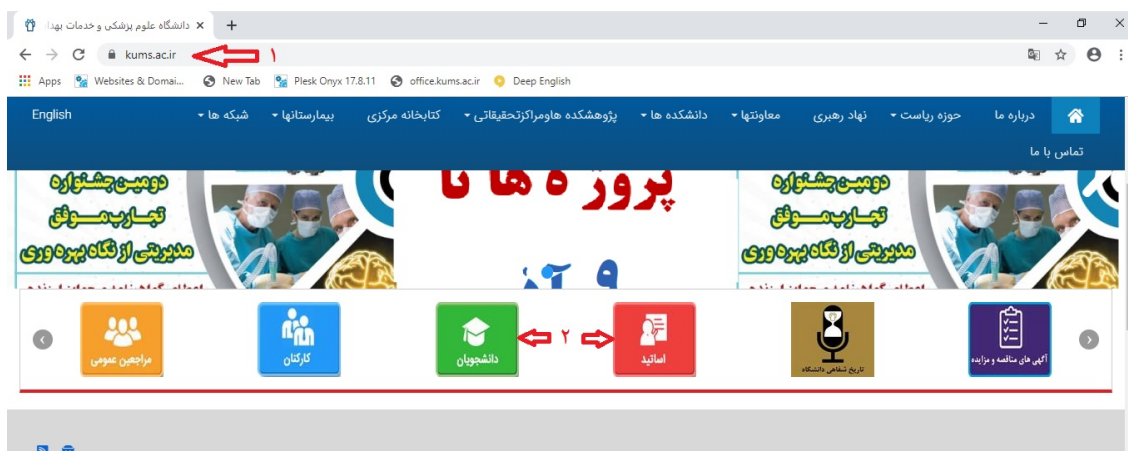 دانشگاه علوم پزشکی و خدمات بهدا
kums.ac.ir
۱
Apps
Websites & Domai...
New Tab
Plesk Onyx 17.8.11
office.kums.ac.ir
Deep English
درباره ما
حوزه ریاست
نهاد رهبری
معاونتها
دانشکده ها
پژوهشکده هاومراکزتحقیقاتی
کتابخانه مرکزی
بیمارستانها
شبکه ها
English
تماس با ما
دومین جشنواره
تجارب موفق
مدیریتی از نگاه بهره وری
پروژه ها تا
۹
دومین جشنواره
تجارب موفق
مدیریتی از نگاه بهره وری
آگهی های مناقصه و مزایده
تاریخ شفاهی دانشگاه
اساتید
۲
دانشجویان
کارکنان
مراجعین عمومی